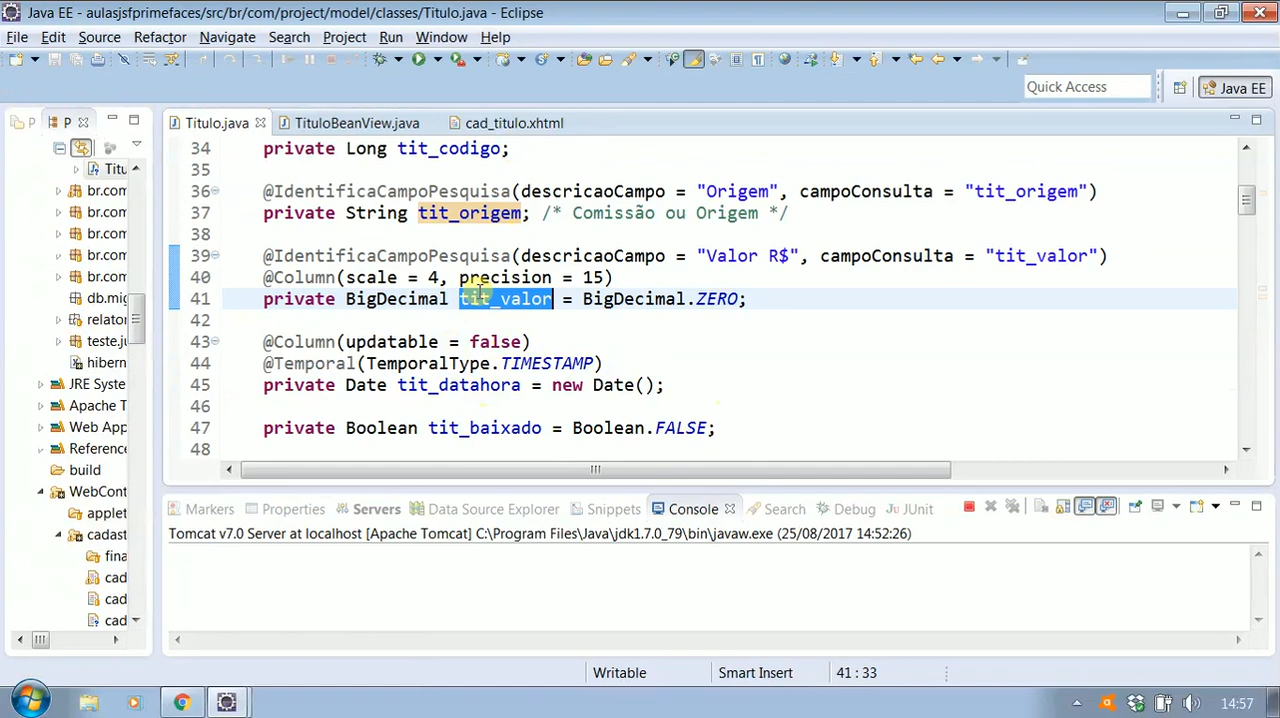 Java EE - aulasjsfprimefaces/src/br/com/project/model/classes/Titulo.java - Eclipse
File Edit Source Refactor Navigate Search Project Run Window Help
Quick Access
Java EE
P
P
Titulo.java
TituloBeanView.java
cad_titulo.xhtml
Titu
br.com
br.com
br.com
br.com
br.com
db.mig
relator
teste.ju
hibern
JRE Syste
Apache T
Web App
Reference
build
WebCont
applet
cadast
fina
cad
cad
cad
34 private Long tit_codigo;
35
36 @IdentificaCampoPesquisa(descricaoCampo = "Origem", campoConsulta = "tit_origem")
37 private String tit_origem; /* Comissão ou Origem */
38
39 @IdentificaCampoPesquisa(descricaoCampo = "Valor R$", campoConsulta = "tit_valor")
40 @Column(scale = 4, precision = 15)
41 private BigDecimal tit_valor = BigDecimal.ZERO;
42
43 @Column(updatable = false)
44 @Temporal(TemporalType.TIMESTAMP)
45 private Date tit_datahora = new Date();
46
47 private Boolean tit_baixado = Boolean.FALSE;
48
Markers Properties Servers Data Source Explorer Snippets Console Search Debug JUnit
Tomcat v7.0 Server at localhost [Apache Tomcat] C:\Program Files\Java\jdk1.7.0_79\bin\javaw.exe (25/08/2017 14:52:26)
Writable
Smart Insert
41 : 33
14:57